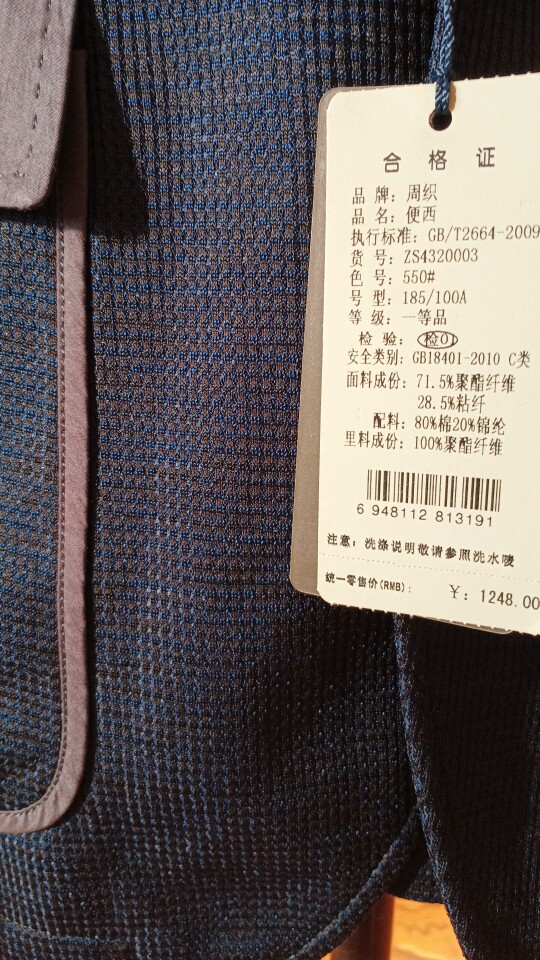 合格证
品牌：周织
品名：便西
执行标准：GB/T2664-2009
货号：ZS4320003
色号：550#
号型：185/100A
等级：一等品
检验：检01
安全类别：GB18401-2010 C类
面料成份：71.5%聚酯纤维
28.5%粘纤
配料：80%棉20%锦纶
里料成份：100%聚酯纤维
6 948112 813191
注意：洗涤说明敬请参照洗水唛
统一零售价(RMB)：￥：1248.00